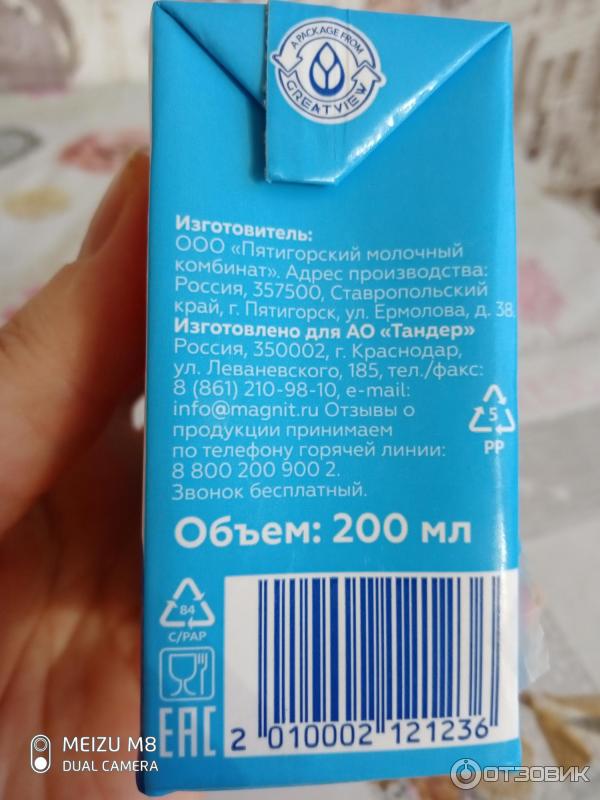 A PACKAGE FROM
GREATVIEW
Изготовитель:
ООО «Пятигорский молочный
комбинат». Адрес производства:
Россия, 357500, Ставропольский
край, г. Пятигорск, ул. Ермолова, д. 38.
Изготовлено для АО «Тандер»
Россия, 350002, г. Краснодар,
ул. Леваневского, 185, тел./факс:
8 (861) 210-98-10, e-mail:
info@magnit.ru Отзывы о
продукции принимаем
по телефону горячей линии:
8 800 200 900 2.
Звонок бесплатный.
5
PP
Объем: 200 мл
84
C/PAP
EAC
2 010002 121236
MEIZU M8
DUAL CAMERA
ОТЗОВИК